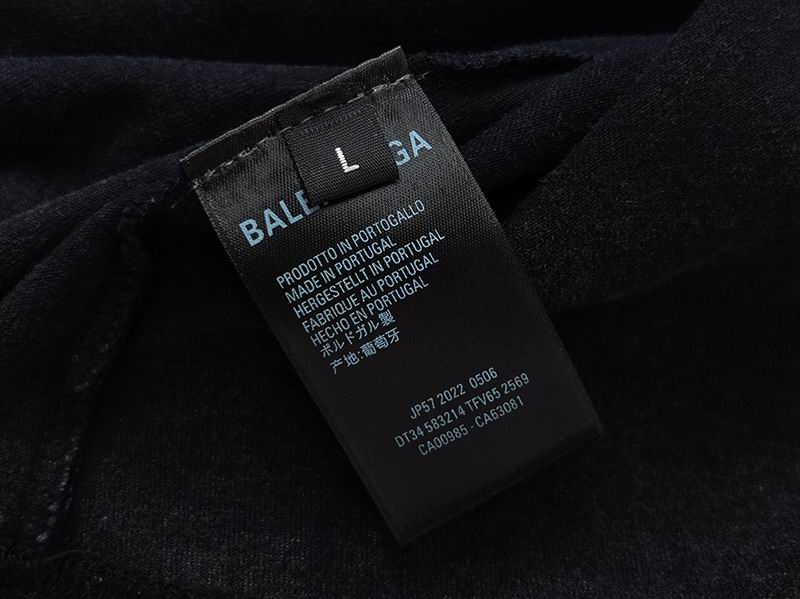 L
BALE GA
PRODOTTO IN PORTOGALLO
MADE IN PORTUGAL
HERGESTELLT IN PORTUGAL
FABRIQUE AU PORTUGAL
HECHO EN PORTUGAL
ポルトガル製
产地:葡萄牙
JP57 2022 0506
DT34 583214 TFV65 2569
CA00985 - CA53081